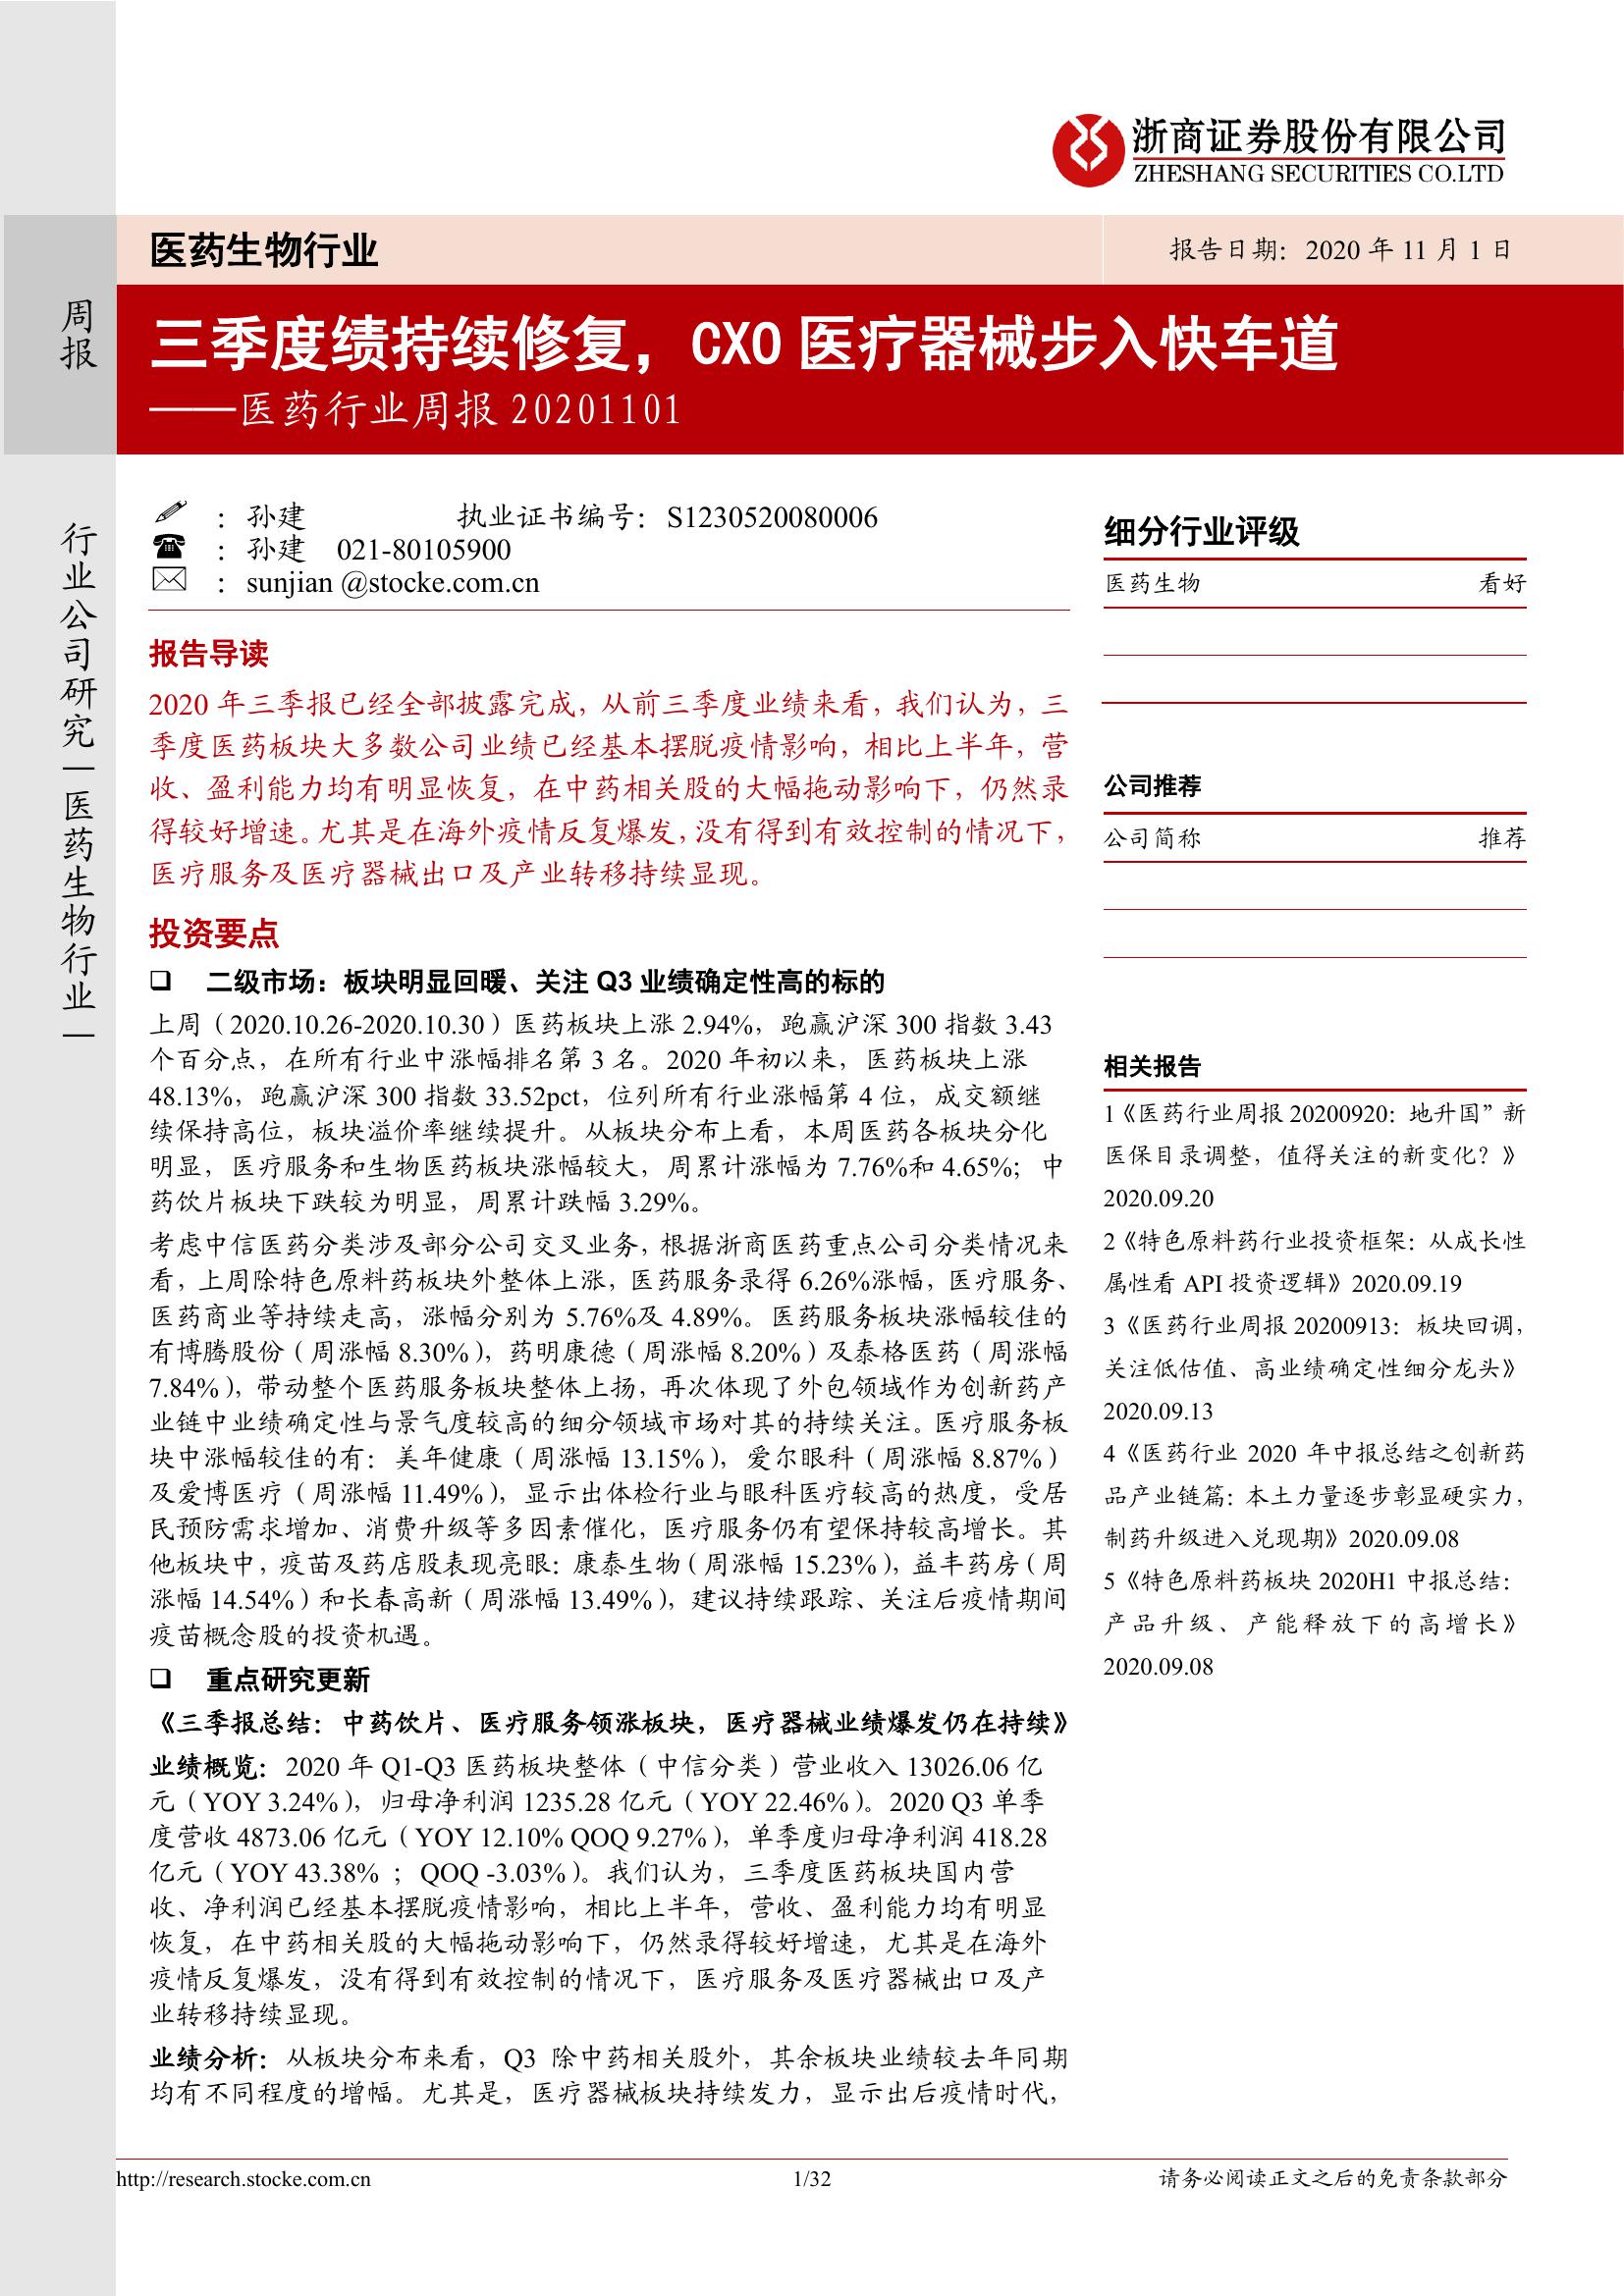 浙商证券股份有限公司
ZHESHANG SECURITIES CO.LTD
医药生物行业
报告日期：2020 年 11 月 1 日
周报
三季度绩持续修复，CXO 医疗器械步入快车道
——医药行业周报 20201101
行业公司研究|医药生物行业|
：孙建 执业证书编号：S1230520080006
：孙建 021-80105900
：sunjian @stocke.com.cn
报告导读
2020 年三季报已经全部披露完成，从前三季度业绩来看，我们认为，三
季度医药板块大多数公司业绩已经基本摆脱疫情影响，相比上半年，营
收、盈利能力均有明显恢复，在中药相关股的大幅拖动影响下，仍然录
得较好增速。尤其是在海外疫情反复爆发，没有得到有效控制的情况下，
医疗服务及医疗器械出口及产业转移持续显现。
投资要点
❑ 二级市场：板块明显回暖、关注 Q3 业绩确定性高的标的
上周（2020.10.26-2020.10.30）医药板块上涨 2.94%，跑赢沪深 300 指数 3.43
个百分点，在所有行业中涨幅排名第 3 名。2020 年初以来，医药板块上涨
48.13%，跑赢沪深 300 指数 33.52pct，位列所有行业涨幅第 4 位，成交额继
续保持高位，板块溢价率继续提升。从板块分布上看，本周医药各板块分化
明显，医疗服务和生物医药板块涨幅较大，周累计涨幅为 7.76%和 4.65%；中
药饮片板块下跌较为明显，周累计跌幅 3.29%。
考虑中信医药分类涉及部分公司交叉业务，根据浙商医药重点公司分类情况来
看，上周除特色原料药板块外整体上涨，医药服务录得 6.26%涨幅，医疗服务、
医药商业等持续走高，涨幅分别为 5.76%及 4.89%。医药服务板块涨幅较佳的
有博腾股份（周涨幅 8.30%），药明康德（周涨幅 8.20%）及泰格医药（周涨幅
7.84%），带动整个医药服务板块整体上扬，再次体现了外包领域作为创新药产
业链中业绩确定性与景气度较高的细分领域市场对其的持续关注。医疗服务板
块中涨幅较佳的有：美年健康（周涨幅 13.15%），爱尔眼科（周涨幅 8.87%）
及爱博医疗（周涨幅 11.49%），显示出体检行业与眼科医疗较高的热度，受居
民预防需求增加、消费升级等多因素催化，医疗服务仍有望保持较高增长。其
他板块中，疫苗及药店股表现亮眼：康泰生物（周涨幅 15.23%），益丰药房（周
涨幅 14.54%）和长春高新（周涨幅 13.49%），建议持续跟踪、关注后疫情期间
疫苗概念股的投资机遇。
❑ 重点研究更新
《三季报总结：中药饮片、医疗服务领涨板块，医疗器械业绩爆发仍在持续》
业绩概览：2020 年 Q1-Q3 医药板块整体（中信分类）营业收入 13026.06 亿
元（YOY 3.24%），归母净利润 1235.28 亿元（YOY 22.46%）。2020 Q3 单季
度营收 4873.06 亿元（YOY 12.10% QOQ 9.27%），单季度归母净利润 418.28
亿元（YOY 43.38% ； QOQ -3.03%）。我们认为，三季度医药板块国内营
收、净利润已经基本摆脱疫情影响，相比上半年，营收、盈利能力均有明显
恢复，在中药相关股的大幅拖动影响下，仍然录得较好增速，尤其是在海外
疫情反复爆发，没有得到有效控制的情况下，医疗服务及医疗器械出口及产
业转移持续显现。
业绩分析：从板块分布来看，Q3 除中药相关股外，其余板块业绩较去年同期
均有不同程度的增幅。尤其是，医疗器械板块持续发力，显示出后疫情时代，
细分行业评级
医药生物 看好
公司推荐
公司简称 推荐
相关报告
1《医药行业周报 20200920：地升国”新
医保目录调整，值得关注的新变化？》
2020.09.20
2《特色原料药行业投资框架：从成长性
属性看 API 投资逻辑》2020.09.19
3《医药行业周报 20200913：板块回调，
关注低估值、高业绩确定性细分龙头》
2020.09.13
4《医药行业 2020 年中报总结之创新药
品产业链篇：本土力量逐步彰显硬实力，
制药升级进入兑现期》2020.09.08
5《特色原料药板块 2020H1 中报总结：
产品升级、产能释放下的高增长》
2020.09.08
http://research.stocke.com.cn
1/32
请务必阅读正文之后的免责条款部分